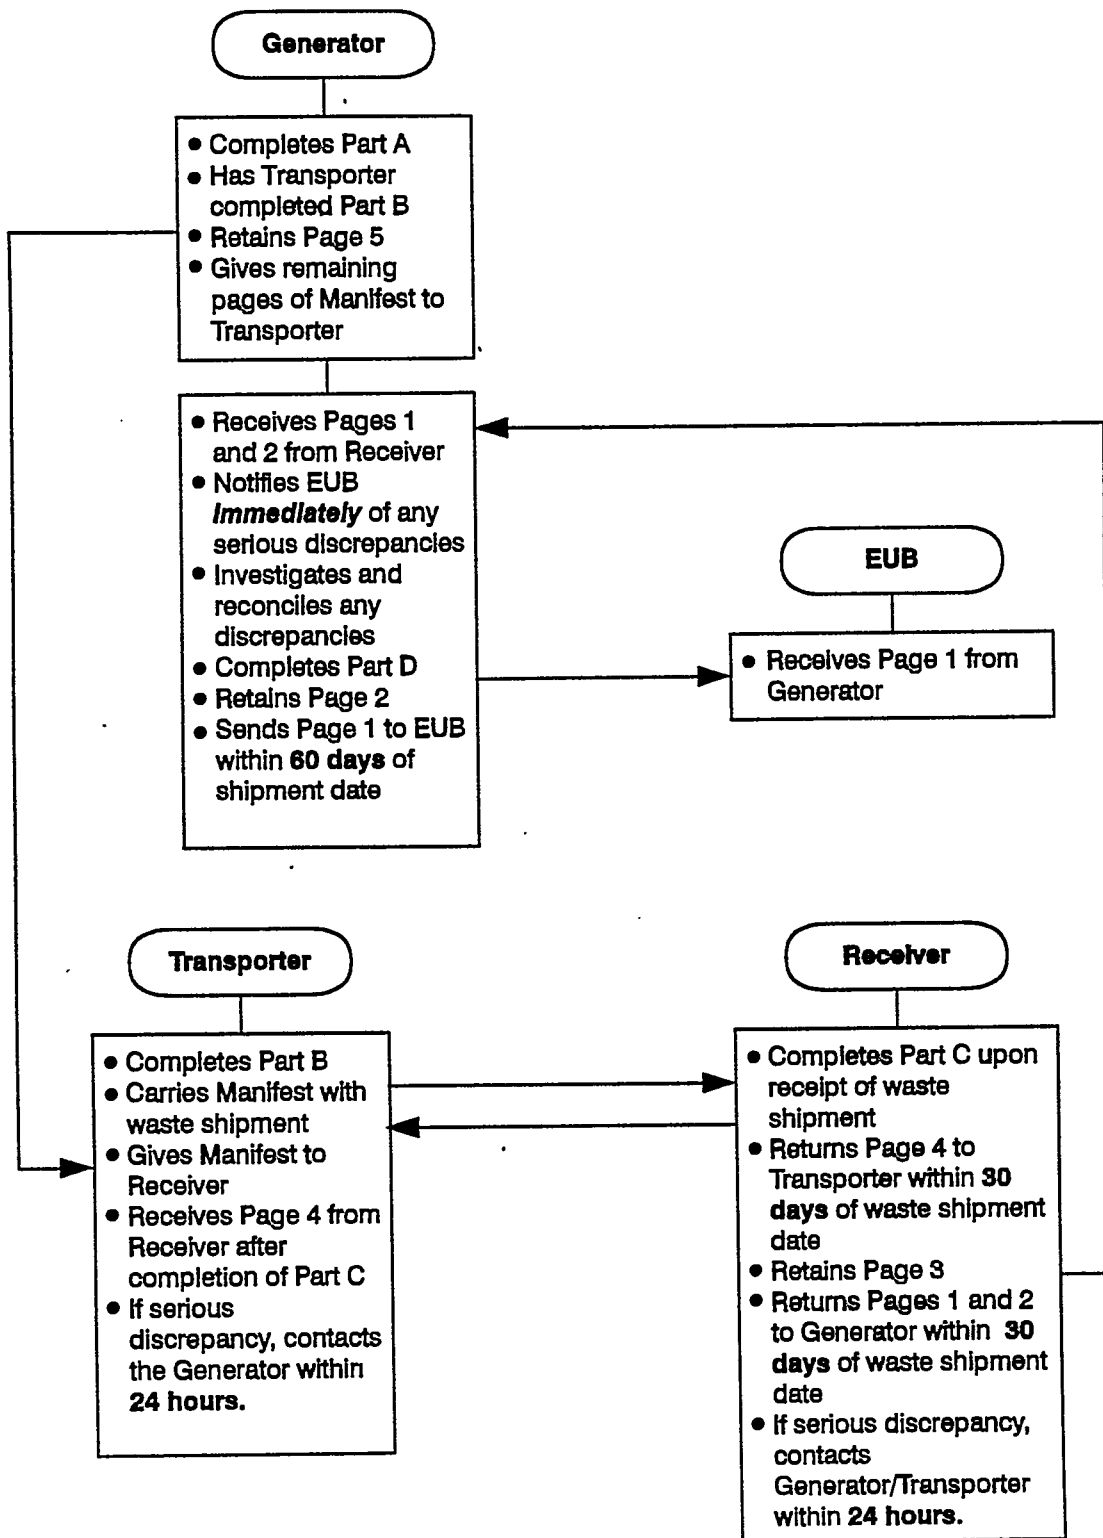 Generator
• Completes Part A
• Has Transporter
completed Part B
• Retains Page 5
• Gives remaining
pages of Manifest to
Transporter
• Receives Pages 1
and 2 from Receiver
• Notifies EUB
Immediately of any
serious discrepancies
• Investigates and
reconciles any
discrepancies
• Completes Part D
• Retains Page 2
• Sends Page 1 to EUB
within 60 days of
shipment date
EUB
• Receives Page 1 from
Generator
Transporter
• Completes Part B
• Carries Manifest with
waste shipment
• Gives Manifest to
Receiver
• Receives Page 4 from
Receiver after
completion of Part C
• If serious
discrepancy, contacts
the Generator within
24 hours.
Receiver
• Completes Part C upon
receipt of waste
shipment
• Returns Page 4 to
Transporter within 30
days of waste shipment
date
• Retains Page 3
• Returns Pages 1 and 2
to Generator within 30
days of waste shipment
date
• If serious discrepancy,
contacts
Generator/Transporter
within 24 hours.